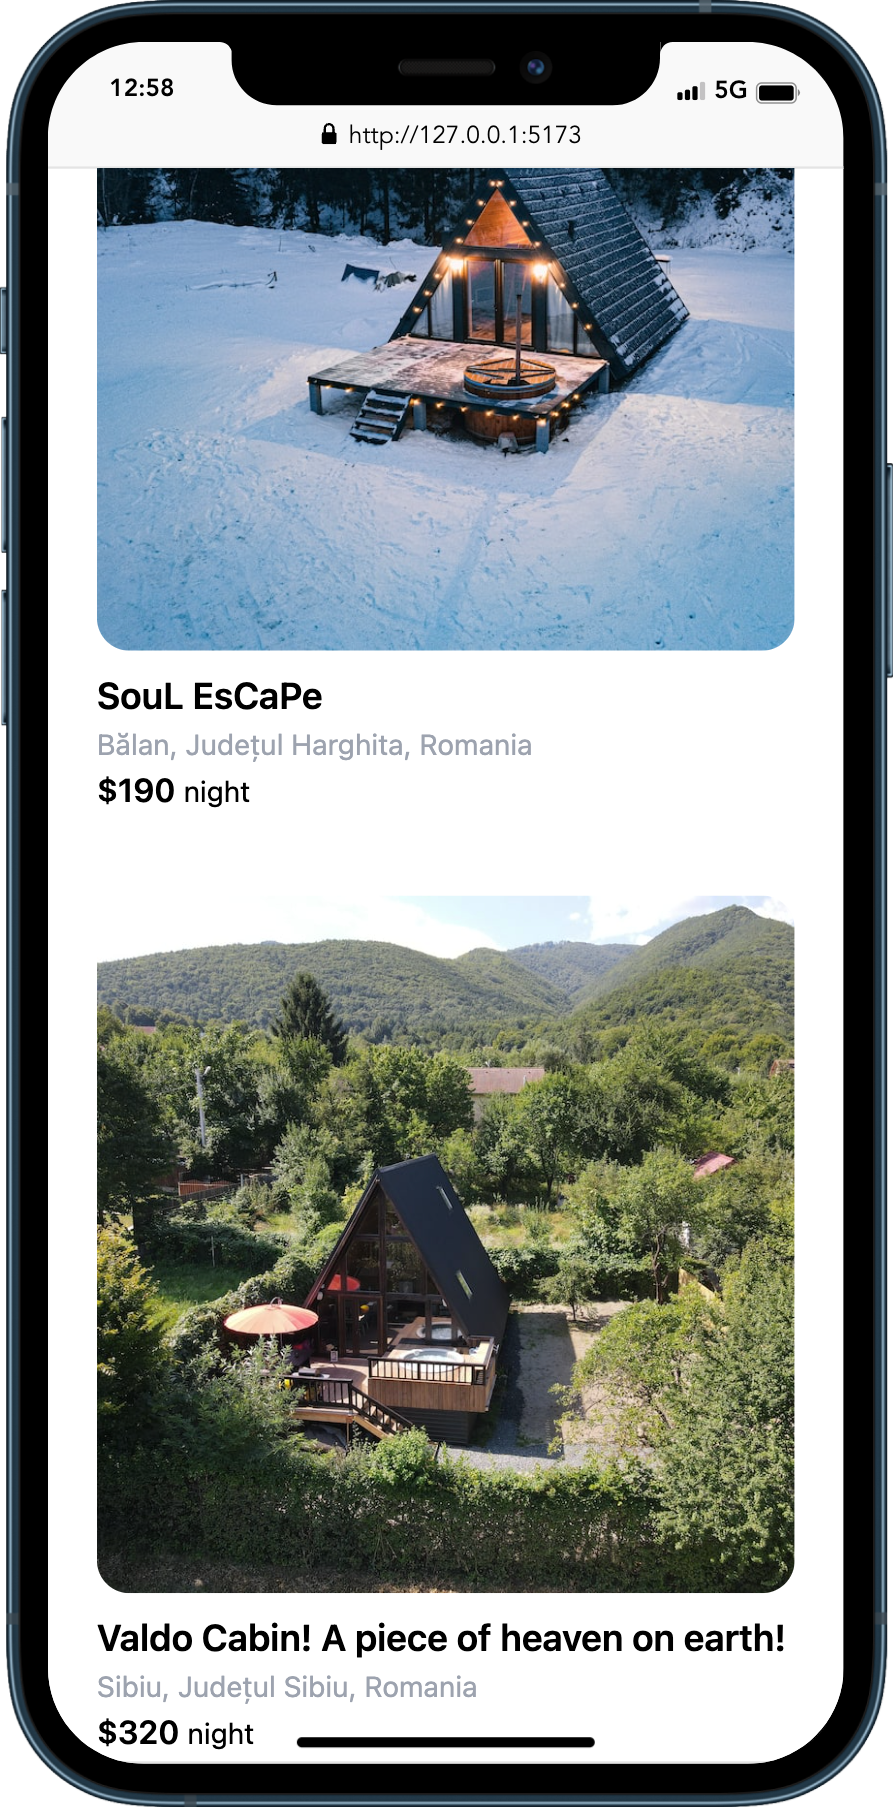 12:58
5G
http://127.0.0.1:5173
SouL EsCaPe
Bălan, Județul Harghita, Romania
$190 night
Valdo Cabin! A piece of heaven on earth!
Sibiu, Județul Sibiu, Romania
$320 night